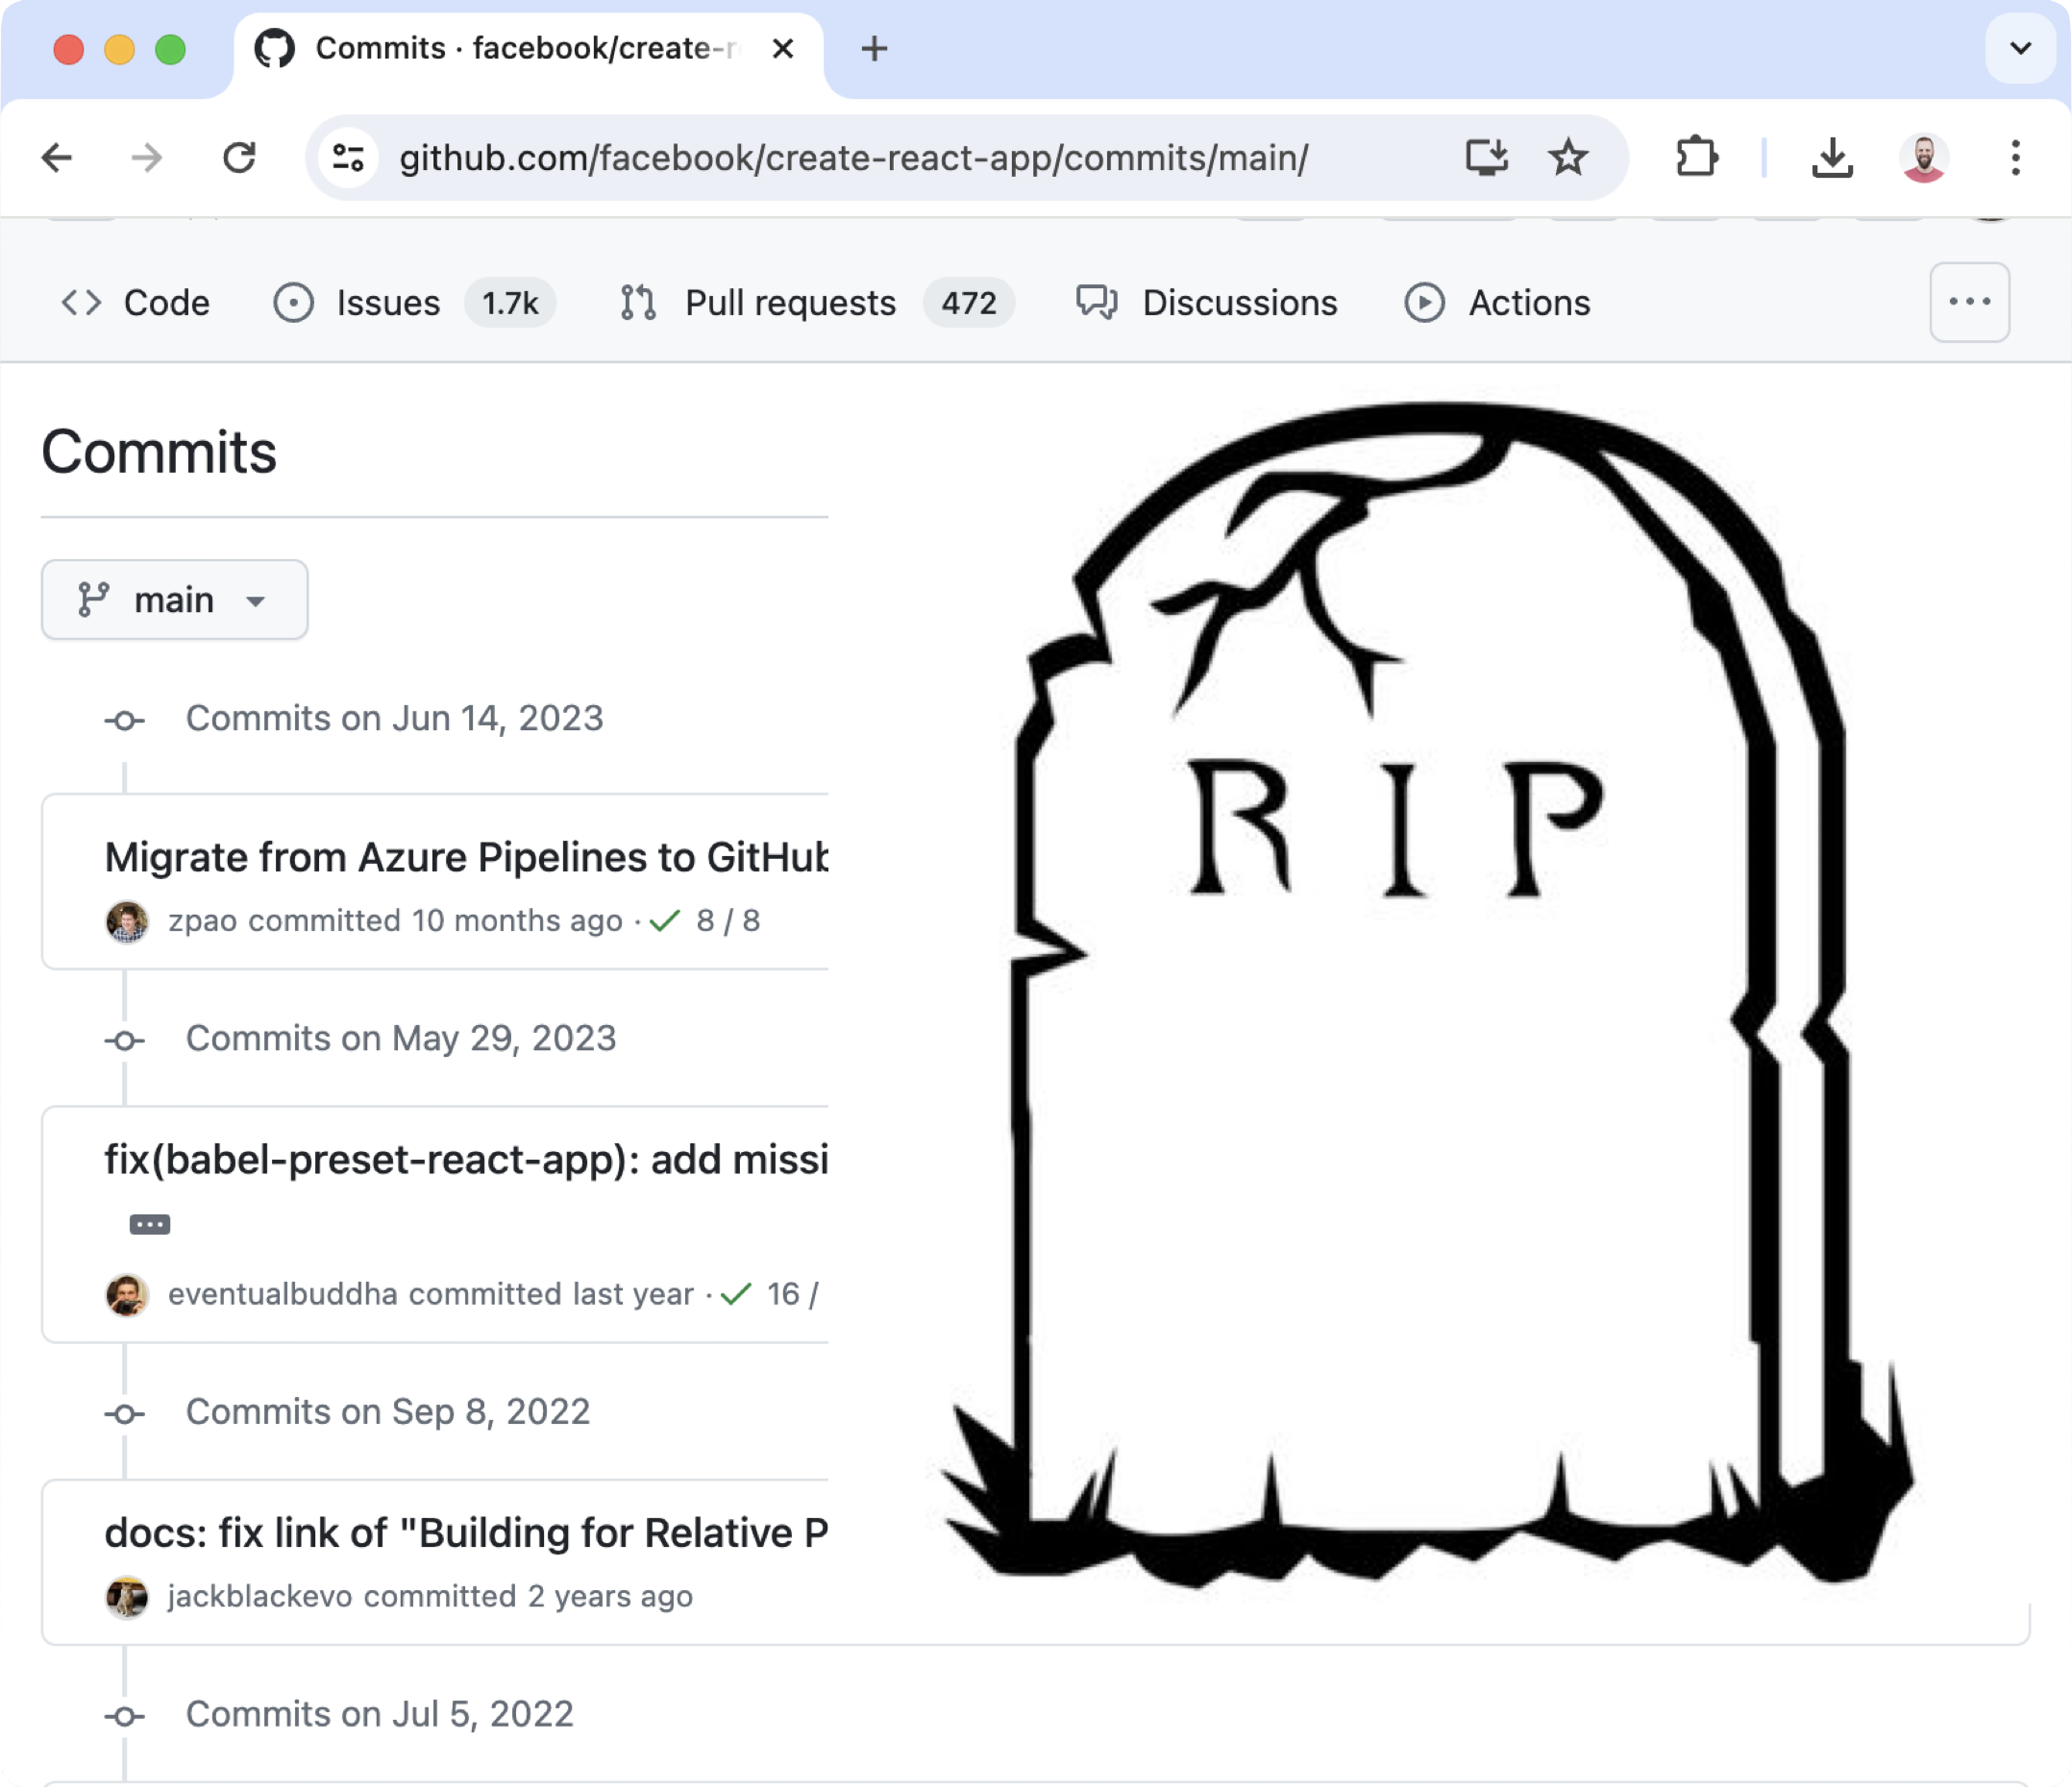 Commits · facebook/create-r
github.com/facebook/create-react-app/commits/main/
Code Issues 1.7k Pull requests 472 Discussions Actions
Commits
main
Commits on Jun 14, 2023
Migrate from Azure Pipelines to GitHub
zpao committed 10 months ago · 8 / 8
Commits on May 29, 2023
fix(babel-preset-react-app): add missi
eventualbuddha committed last year · 16 /
Commits on Sep 8, 2022
docs: fix link of "Building for Relative P
jackblackevo committed 2 years ago
Commits on Jul 5, 2022
R I P